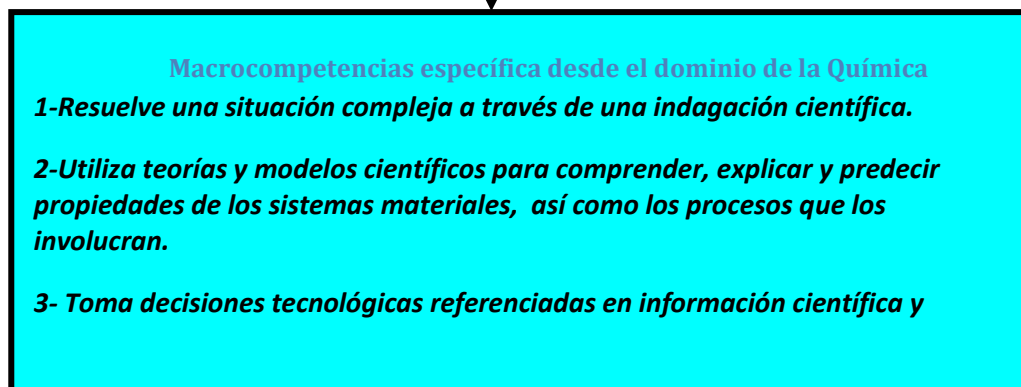 Macrocompetencias específica desde el dominio de la Química
1-Resuelve una situación compleja a través de una indagación científica.
2-Utiliza teorías y modelos científicos para comprender, explicar y predecir
propiedades de los sistemas materiales, así como los procesos que los
involucran.
3- Toma decisiones tecnológicas referenciadas en información científica y